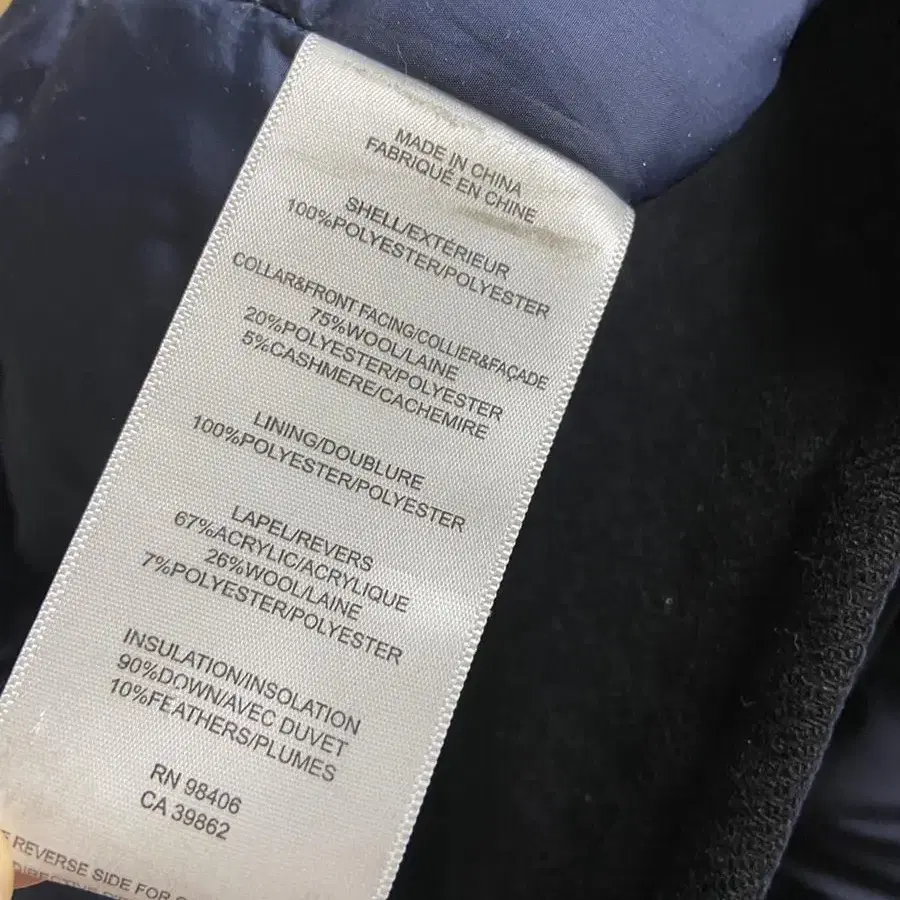 MADE IN CHINA
FABRIQUÉ EN CHINE
SHELL/EXTERIEUR
100%POLYESTER/POLYESTER
COLLAR&FRONT FACING/COLLIER&FAÇADE
75%WOOL/LAINE
20%POLYESTER/POLYESTER
5%CASHMERE/CACHEMIRE
LINING/DOUBLURE
100%POLYESTER/POLYESTER
LAPEL/REVERS
67%ACRYLIC/ACRYLIQUE
26%WOOL/LAINE
7%POLYESTER/POLYESTER
INSULATION/INSOLATION
90%DOWN/AVEC DUVET
10%FEATHERS/PLUMES
RN 98406
CA 39862
REVERSE SIDE FOR